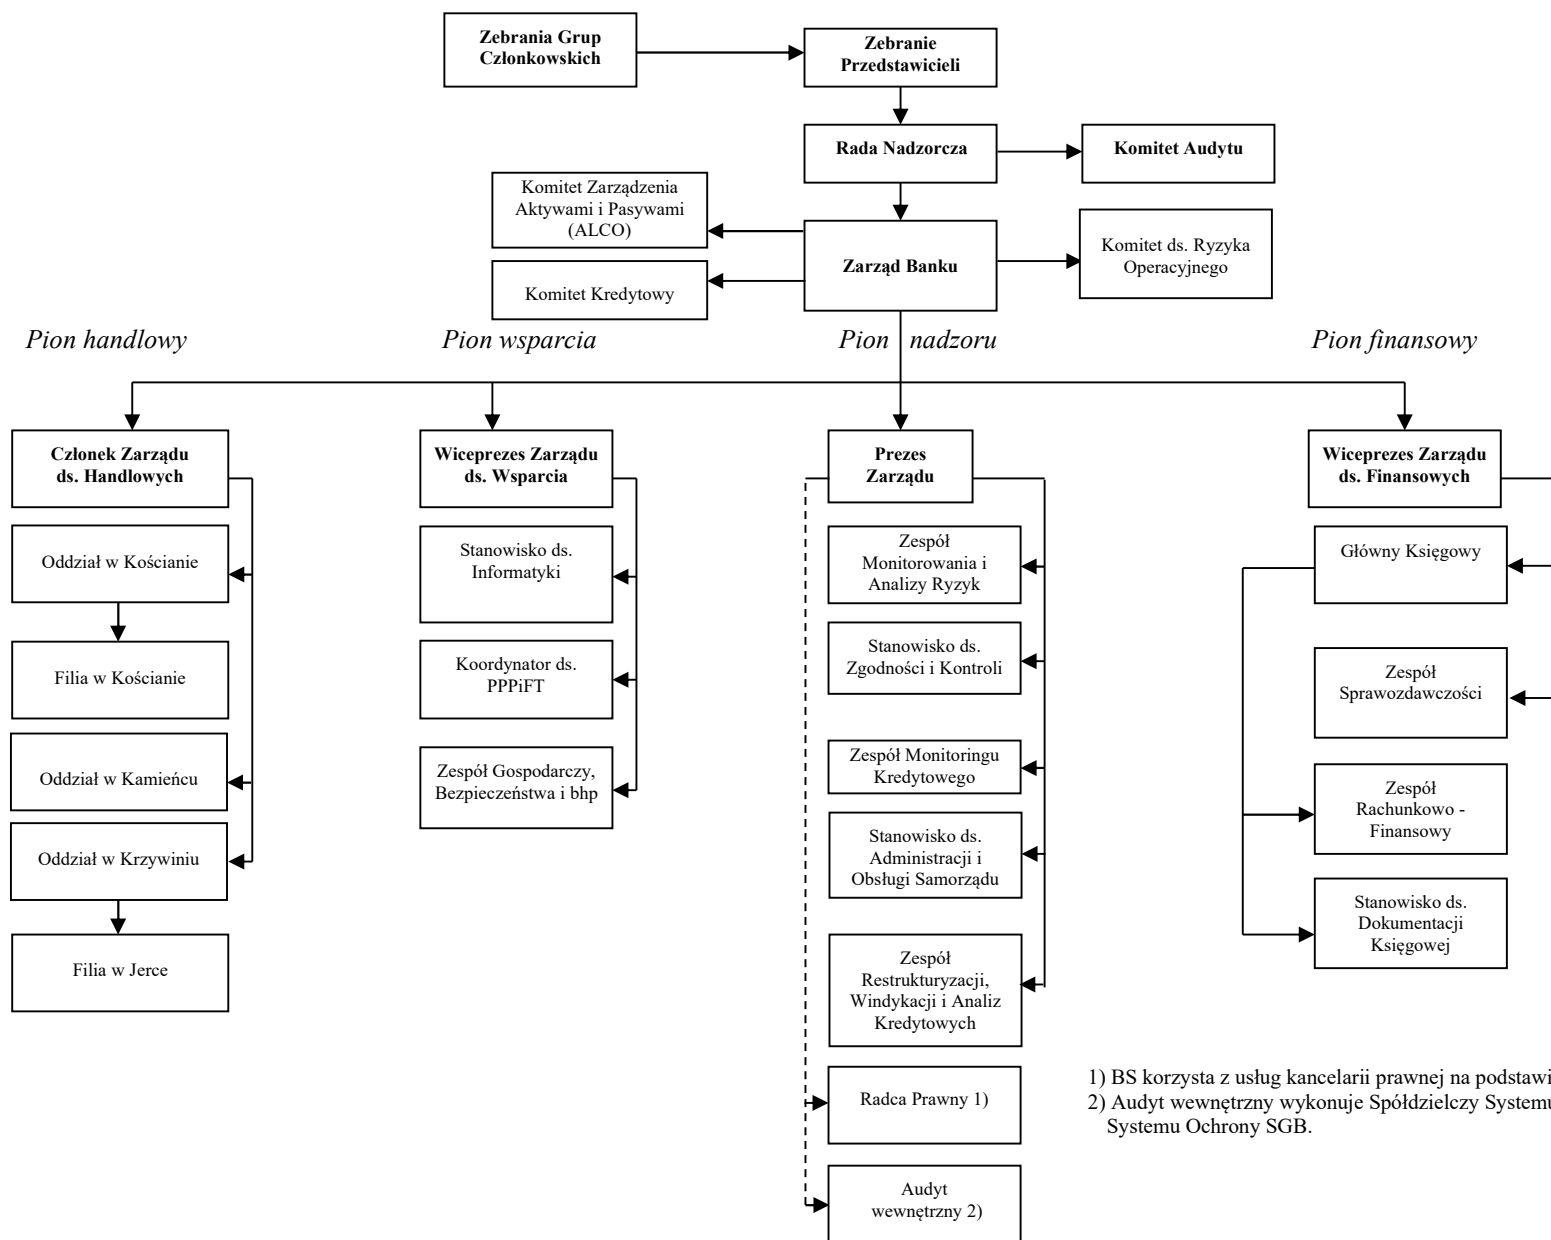 Zebrania Grup
Członkowskich
Zebranie
Przedstawicieli
Rada Nadzorcza
Komitet Audytu
Komitet Zarządzenia
Aktywami i Pasywami
(ALCO)
Zarząd Banku
Komitet ds. Ryzyka
Operacyjnego
Komitet Kredytowy
Pion handlowy
Pion wsparcia
Pion nadzoru
Pion finansowy
Członek Zarządu
ds. Handlowych
Oddział w Kościanie
Filia w Kościanie
Oddział w Kamieńcu
Oddział w Krzywiniu
Filia w Jerce
Wiceprezes Zarządu
ds. Wsparcia
Stanowisko ds.
Informatyki
Koordynator ds.
PPPiFT
Zespół Gospodarczy,
Bezpieczeństwa i bhp
Prezes
Zarządu
Zespół
Monitorowania i
Analizy Ryzyk
Stanowisko ds.
Zgodności i Kontroli
Zespół Monitoringu
Kredytowego
Stanowisko ds.
Administracji i
Obsługi Samorządu
Zespół
Restrukturyzacji,
Windykacji i Analiz
Kredytowych
Radca Prawny 1)
Audyt
wewnętrzny 2)
Wiceprezes Zarządu
ds. Finansowych
Główny Księgowy
Zespół
Sprawozdawczości
Zespół
Rachunkowo -
Finansowy
Stanowisko ds.
Dokumentacji
Księgowej
1) BS korzysta z usług kancelarii prawnej na podstawi
2) Audyt wewnętrzny wykonuje Spółdzielczy Systemu
Systemu Ochrony SGB.